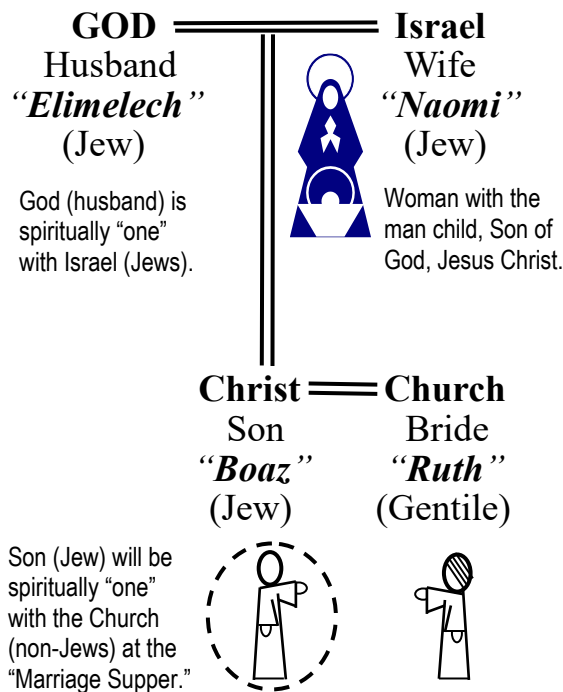 GOD
Israel
Husband
Wife
“Elimelech”
“Naomi”
(Jew)
(Jew)
God (husband) is
spiritually “one”
with Israel (Jews).
Woman with the
man child, Son of
God, Jesus Christ.
Christ
Church
Son
Bride
“Boaz”
“Ruth”
(Jew)
(Gentile)
Son (Jew) will be
spiritually “one”
with the Church
(non-Jews) at the
“Marriage Supper.”